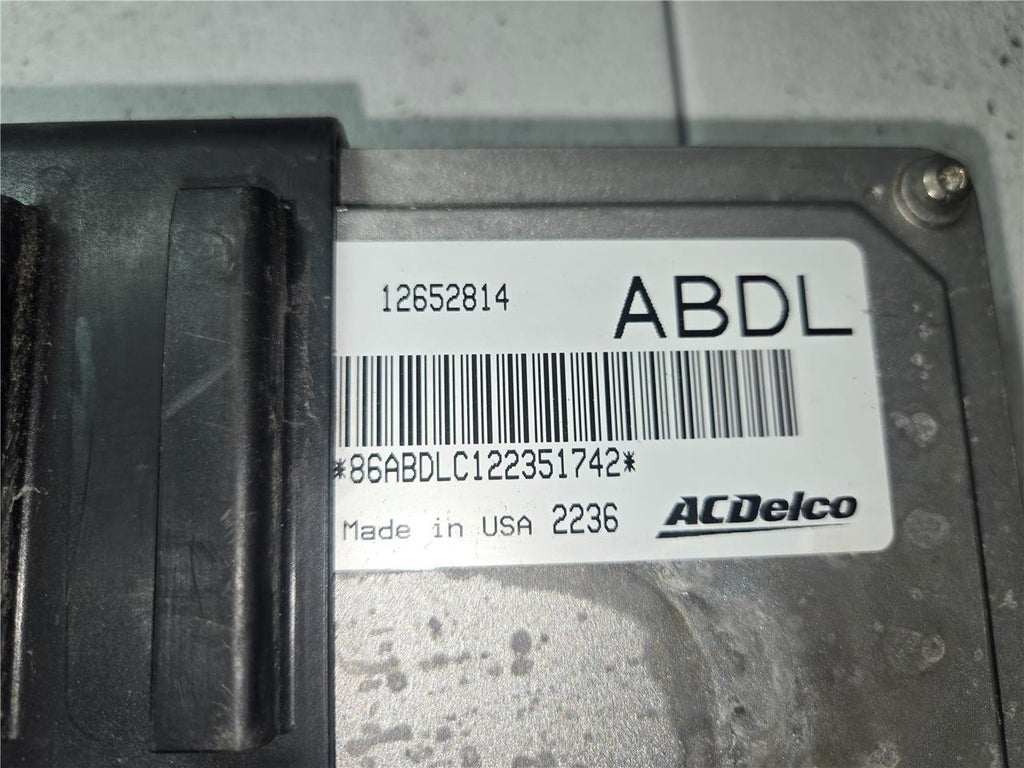 12652814 ABDL
*86ABDLC122351742*
Made in USA 2236 ACDelco